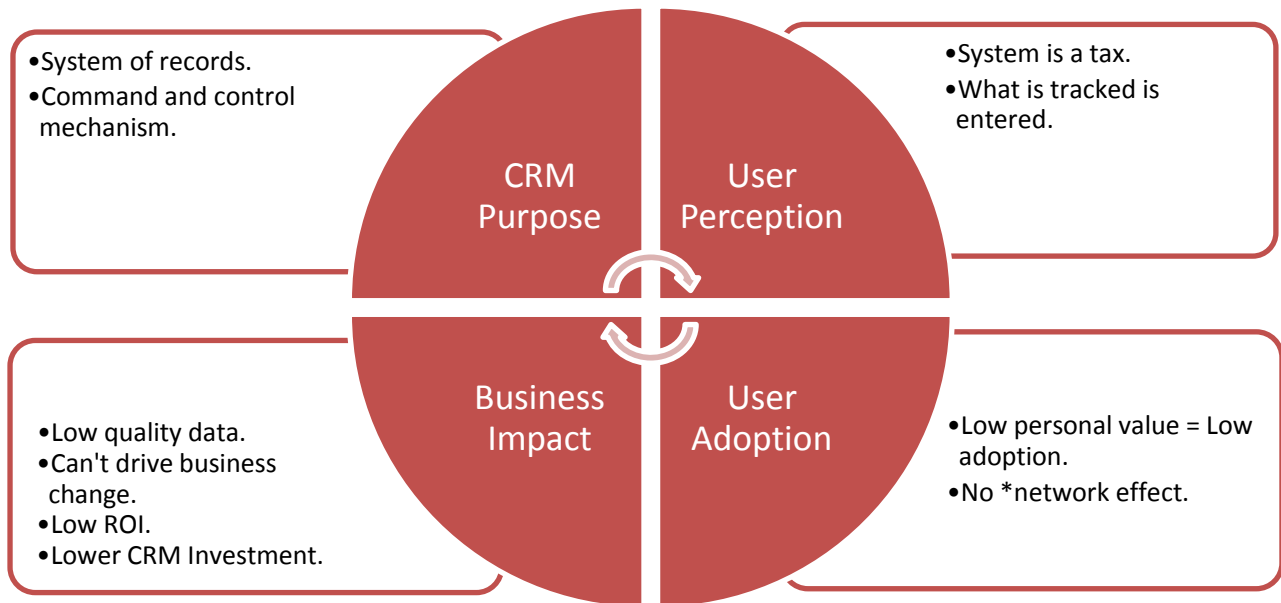 •System of records.
•Command and control
mechanism.
CRM
Purpose
User
Perception
•System is a tax.
•What is tracked is
entered.
•Low quality data.
•Can't drive business
change.
•Low ROI.
•Lower CRM Investment.
Business
Impact
User
Adoption
•Low personal value = Low
adoption.
•No *network effect.